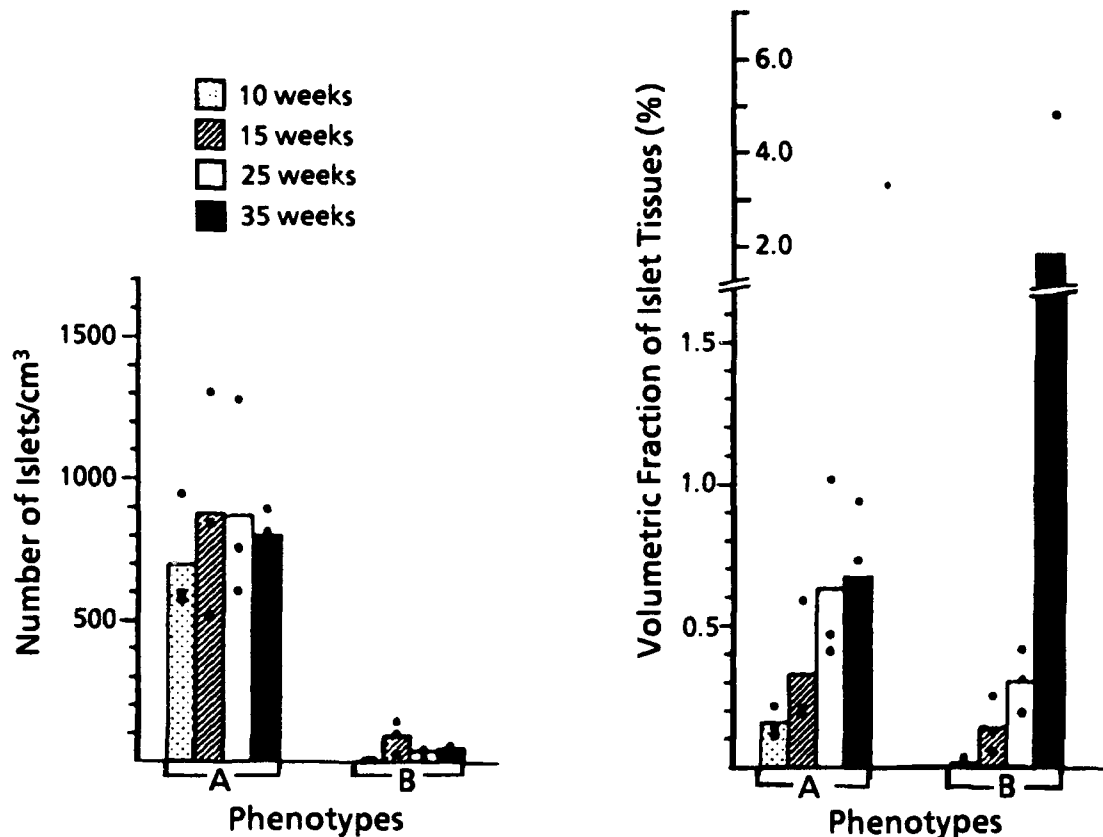 10 weeks
15 weeks
25 weeks
35 weeks
Number of Islets/cm³
1500
1000
500
A
B
Phenotypes
Volumetric Fraction of Islet Tissues (%)
6.0
4.0
2.0
1.5
1.0
0.5
A
B
Phenotypes